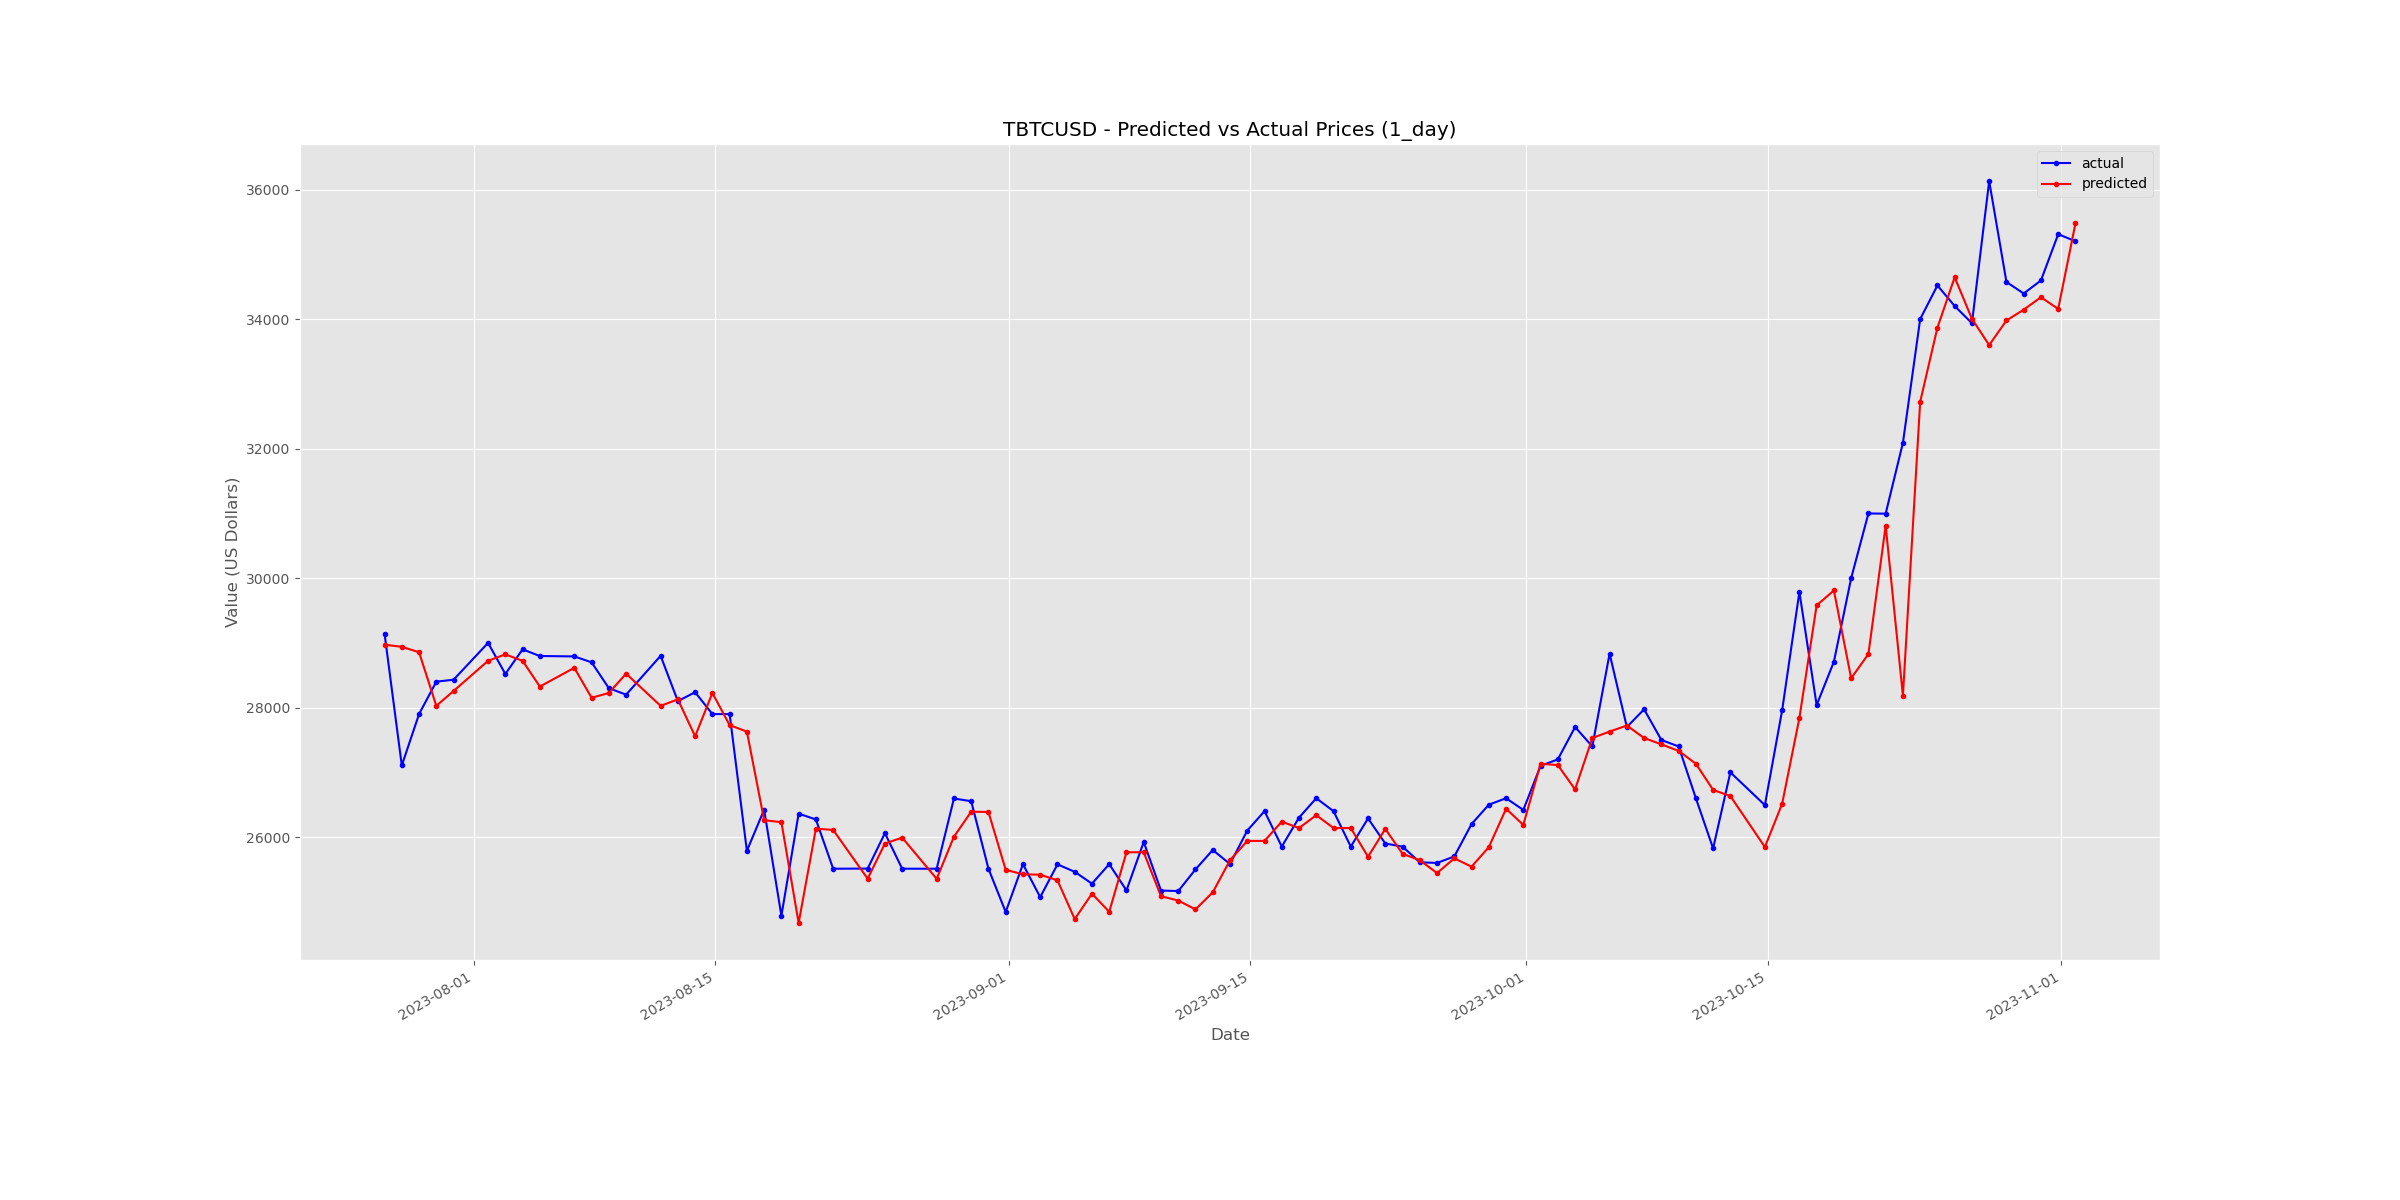 TBTCUSD - Predicted vs Actual Prices (1_day)
actual
predicted
36000
34000
32000
30000
28000
26000
Value (US Dollars)
2023-08-01
2023-08-15
2023-09-01
2023-09-15
2023-10-01
2023-10-15
2023-11-01
Date